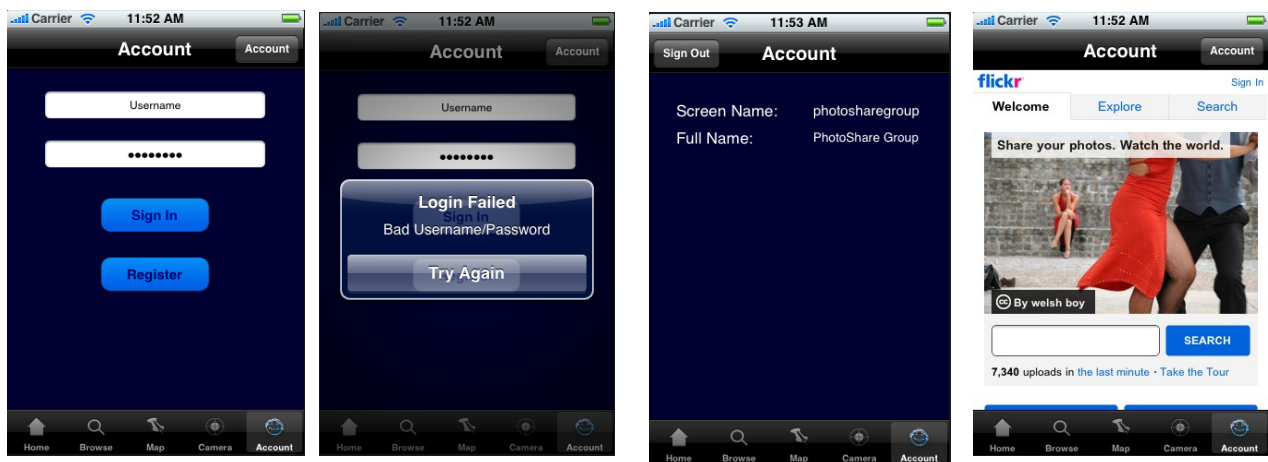 Carrier 11:52 AM
Account Account
Username
••••••••
Sign In
Register
Home Browse Map Camera Account
Carrier 11:52 AM
Account Account
Username
••••••••
Login Failed
Sign In
Bad Username/Password
Try Again
Home Browse Map Camera Account
Carrier 11:53 AM
Sign Out Account
Screen Name: photosharegroup
Full Name: PhotoShare Group
Home Browse Map Camera Account
Carrier 11:52 AM
Account Account
flickr Sign In
Welcome Explore Search
Share your photos. Watch the world.
cc By welsh boy
SEARCH
7,340 uploads in the last minute · Take the Tour
Home Browse Map Camera Account